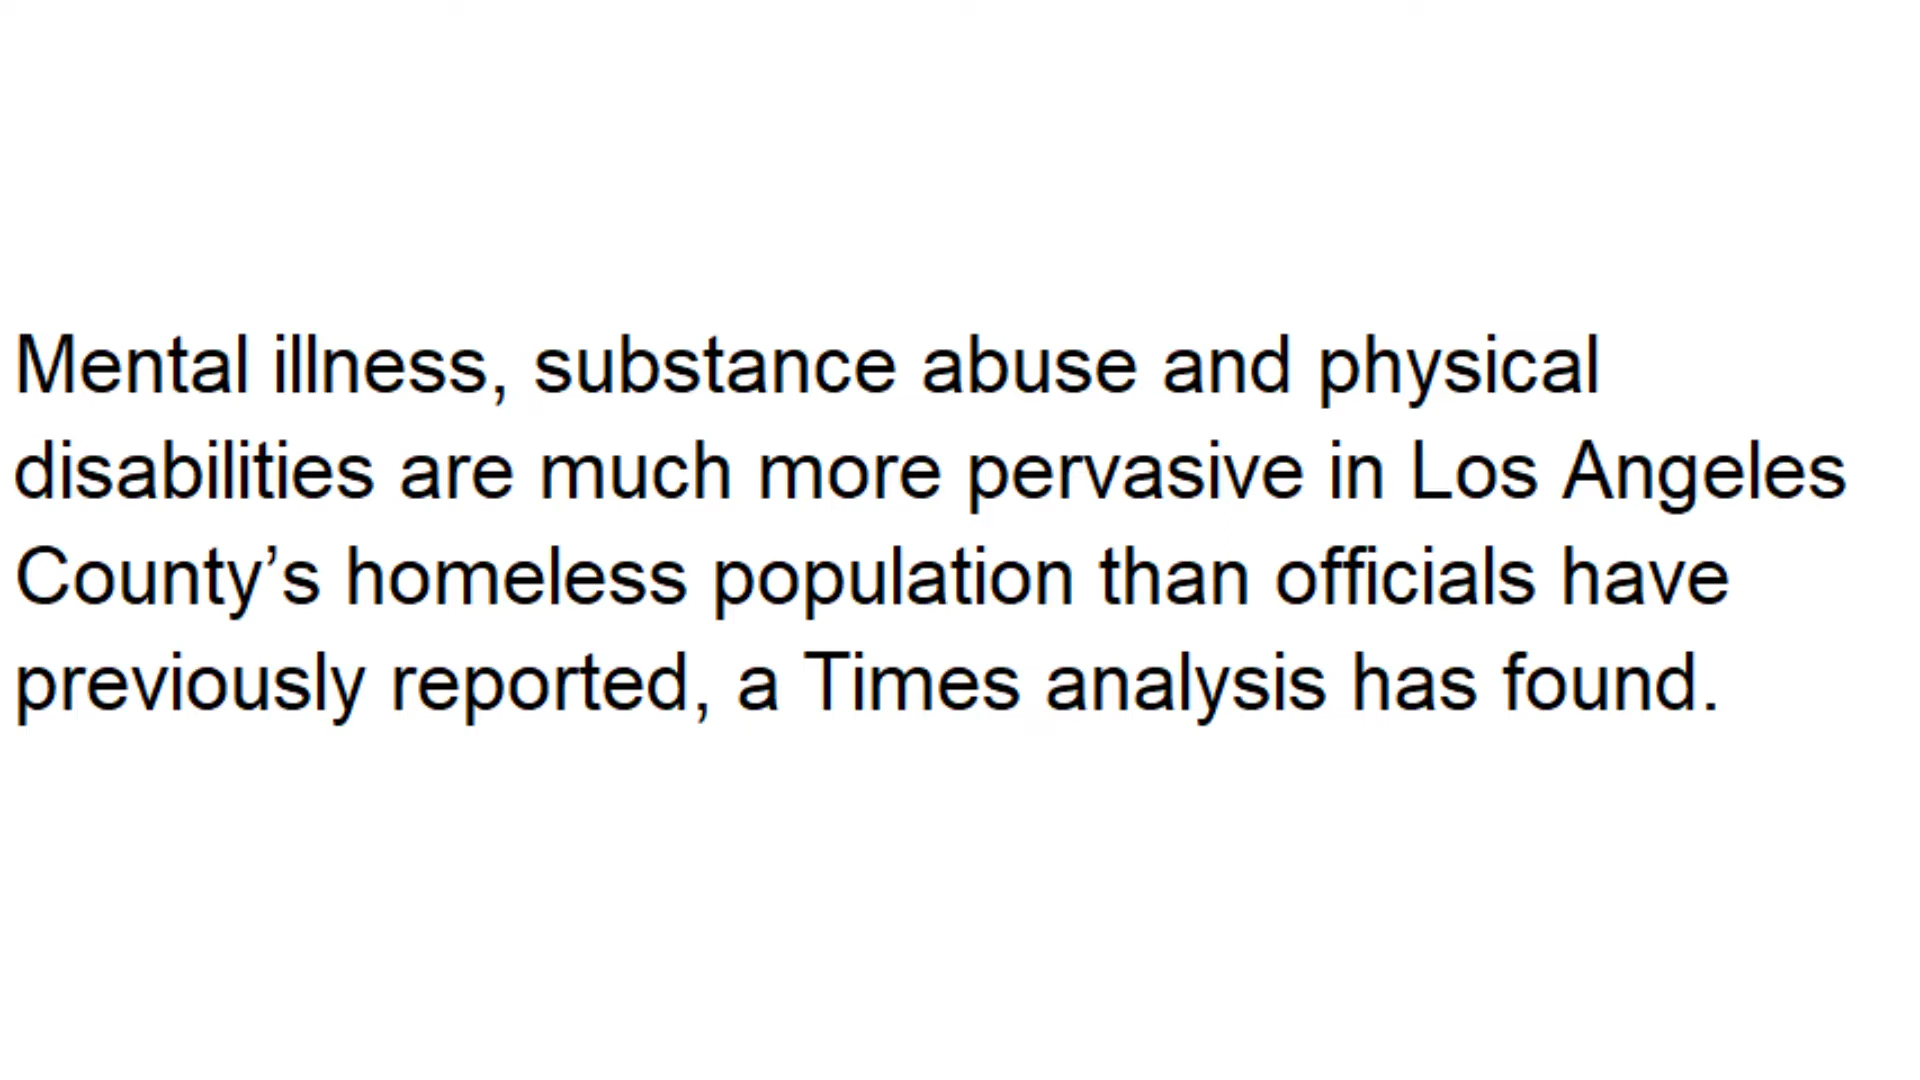 Mental illness, substance abuse and physical
disabilities are much more pervasive in Los Angeles
County’s homeless population than officials have
previously reported, a Times analysis has found.